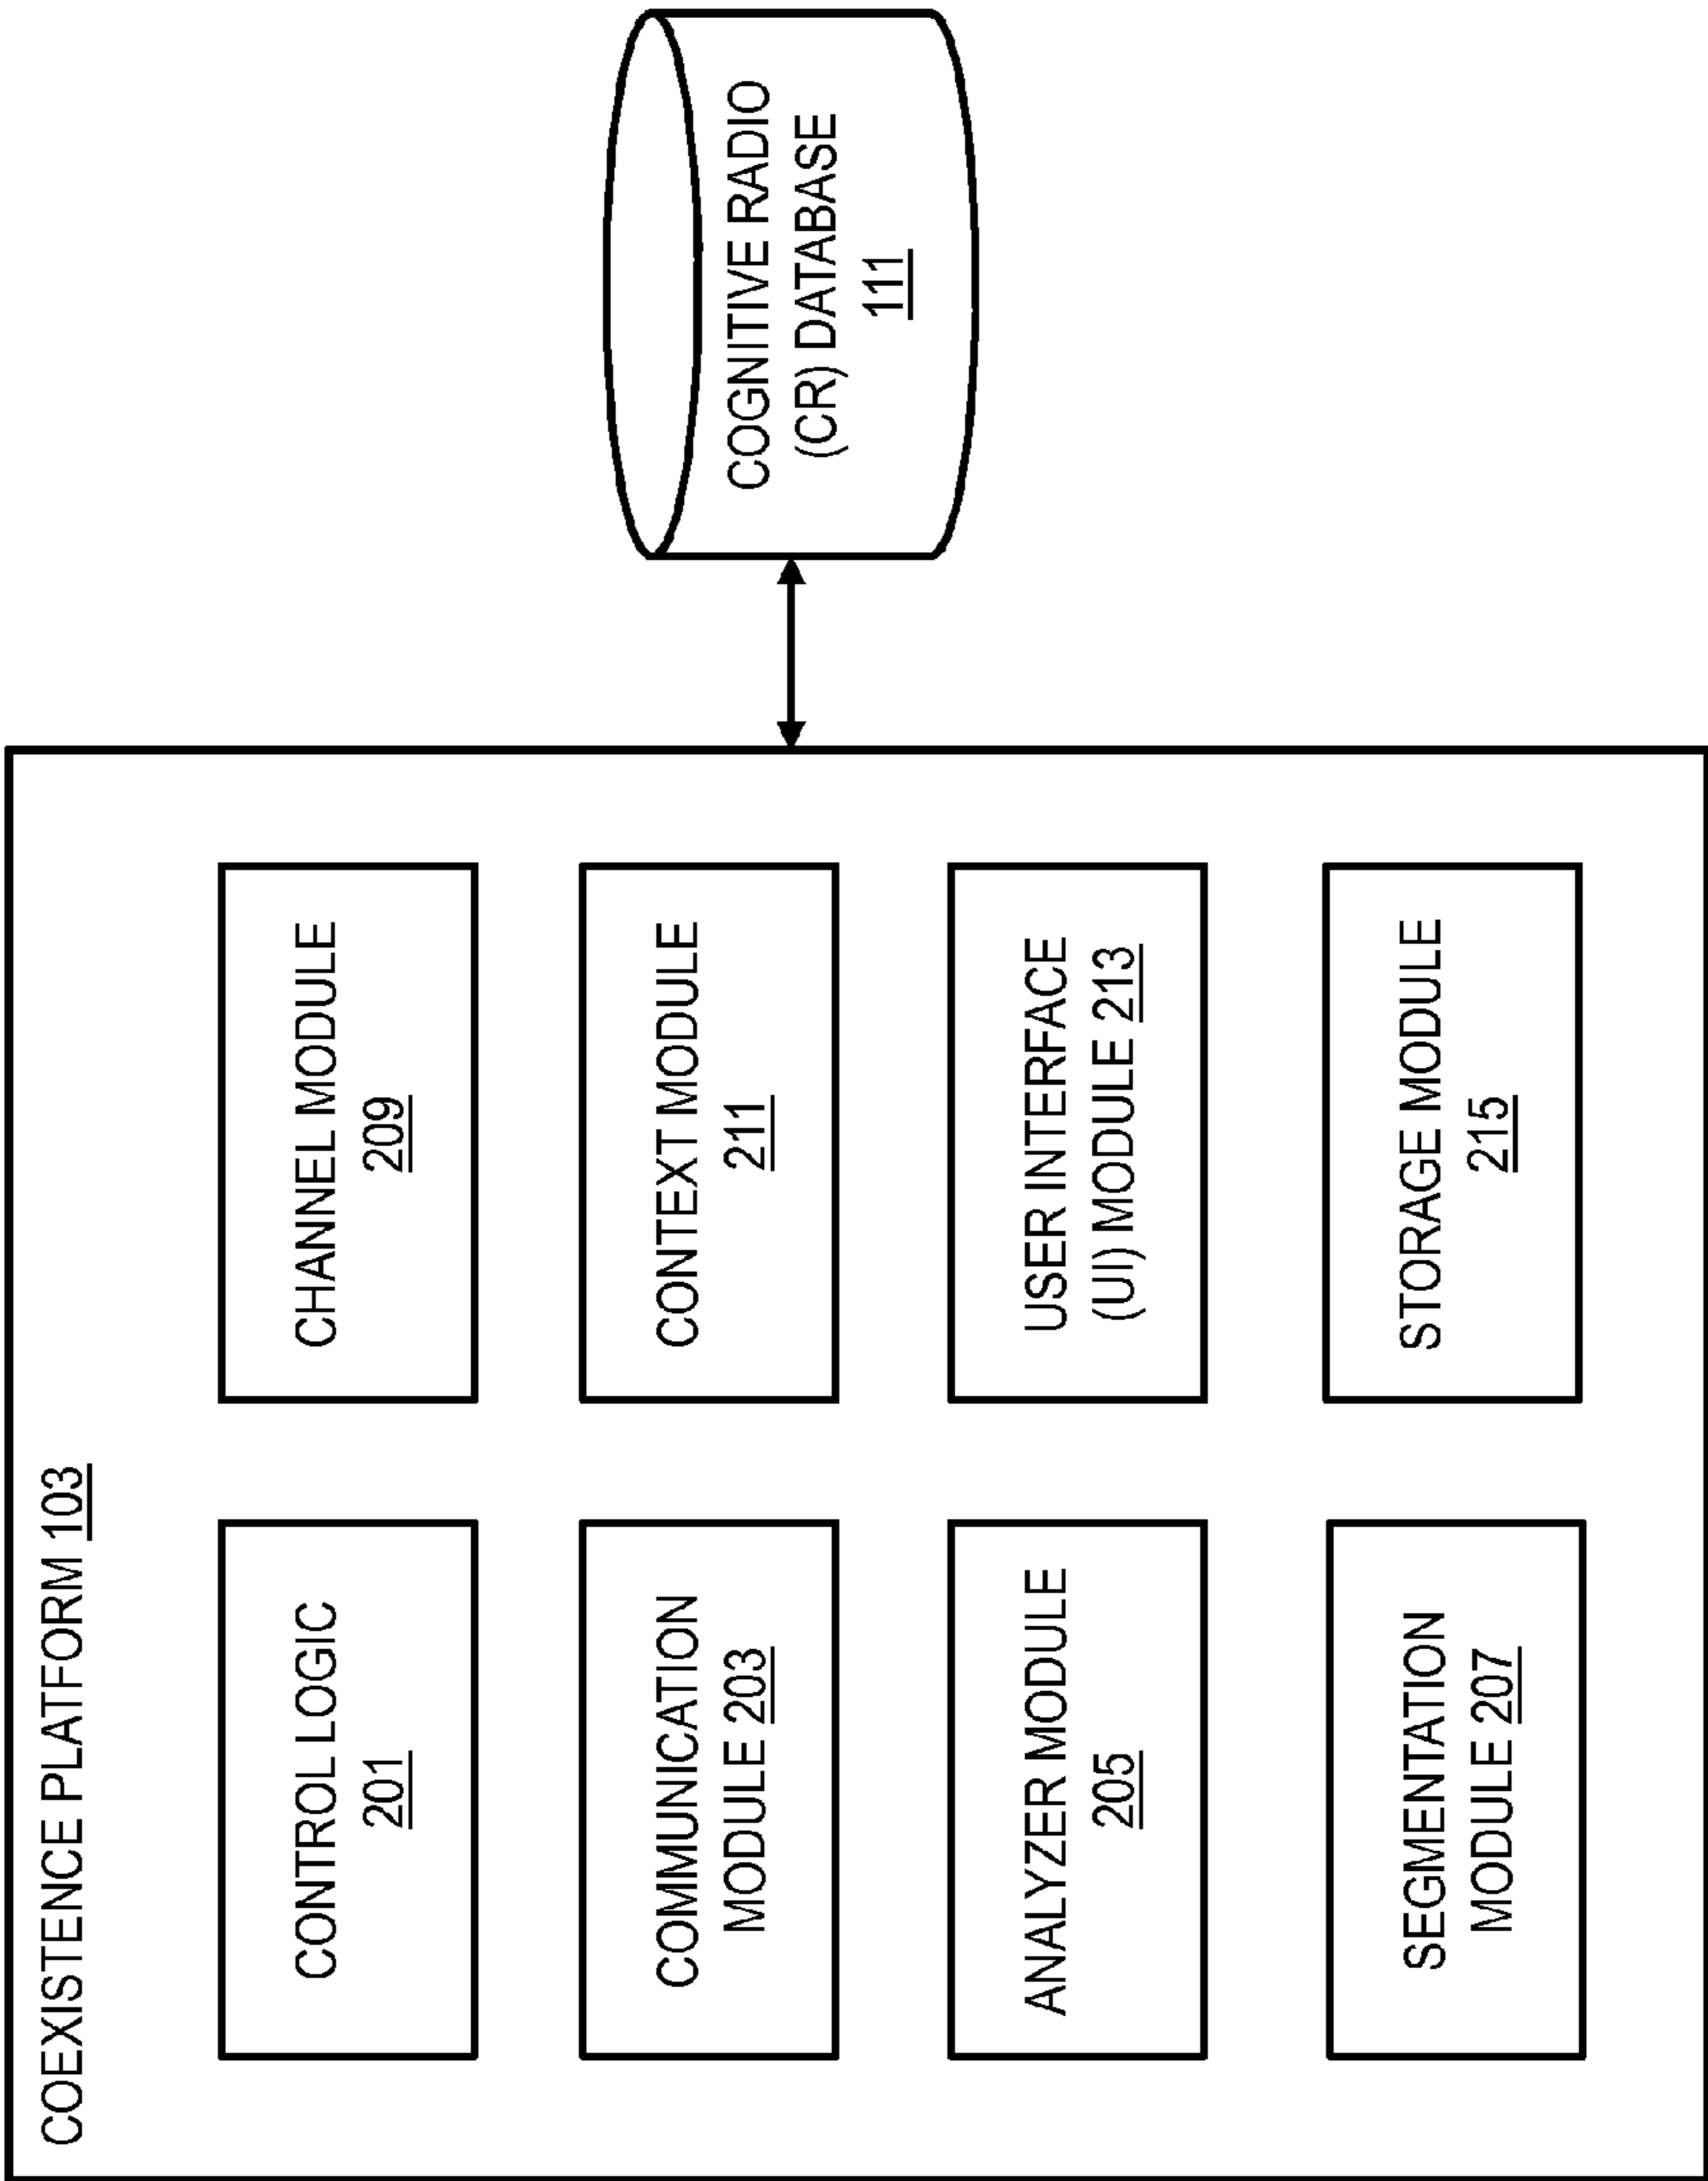 COEXISTENCE PLATFORM 103
CONTROL LOGIC
201
CHANNEL MODULE
209
COMMUNICATION
MODULE 203
CONTEXT MODULE
211
ANALYZER MODULE
205
USER INTERFACE
(UI) MODULE 213
SEGMENTATION
MODULE 207
STORAGE MODULE
215
COGNITIVE RADIO
(CR) DATABASE
111